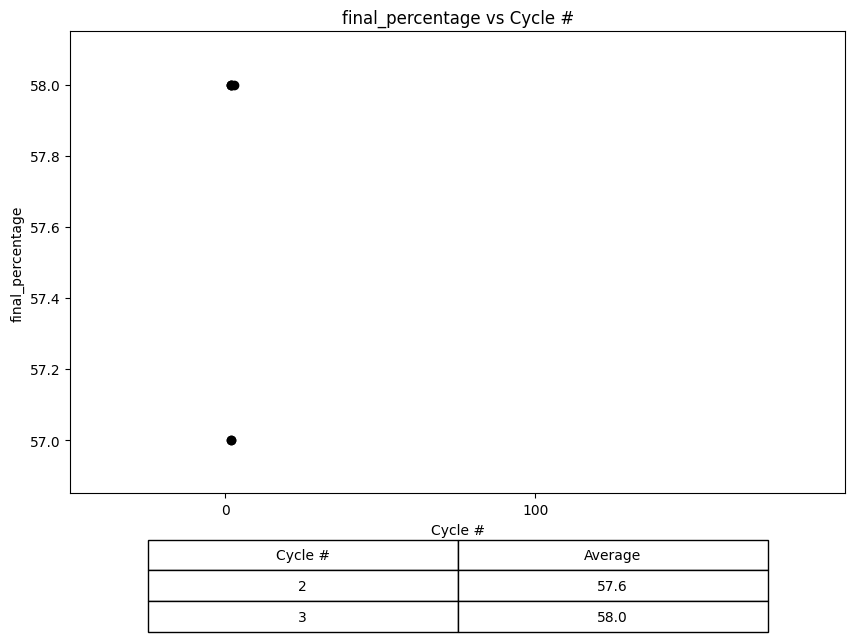 final_percentage vs Cycle #
58.0
57.8
57.6
57.4
57.2
57.0
final_percentage
0 100
Cycle #
Cycle # Average
2 57.6
3 58.0